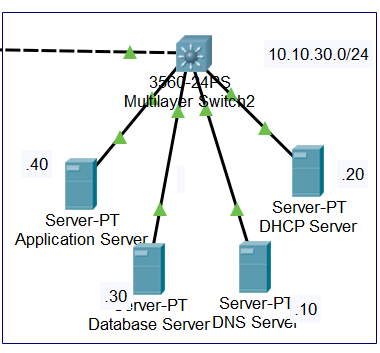 10.10.30.0/24
3560-24PS
Multilayer Switch2
.40
Server-PT
Application Server
.20
Server-PT
DHCP Server
.30
Server-PT
Database Server
Server-PT
DNS Server
.10